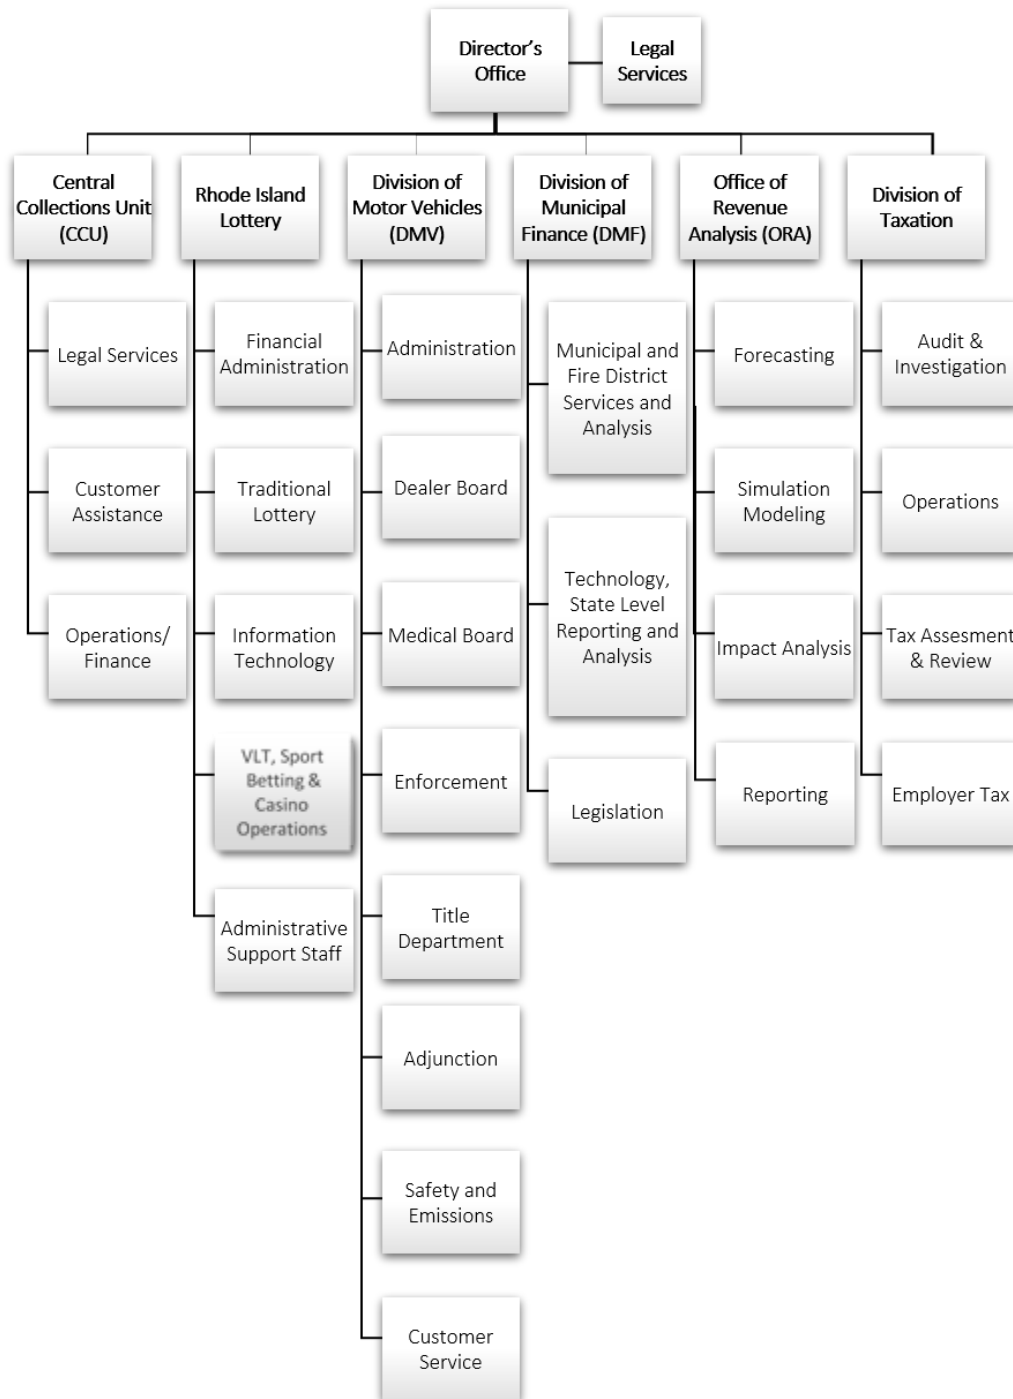 Director's
Office
Legal
Services
Central
Collections Unit
(CCU)
Rhode Island
Lottery
Division of
Motor Vehicles
(DMV)
Division of
Municipal
Finance (DMF)
Office of
Revenue
Analysis (ORA)
Division of
Taxation
Legal Services
Customer
Assistance
Operations/
Finance
Financial
Administration
Traditional
Lottery
Information
Technology
VLT, Sport
Betting &
Casino
Operations
Administrative
Support Staff
Administration
Dealer Board
Medical Board
Enforcement
Title
Department
Adjunction
Safety and
Emissions
Customer
Service
Municipal and
Fire District
Services and
Analysis
Technology,
State Level
Reporting and
Analysis
Legislation
Forecasting
Simulation
Modeling
Impact Analysis
Reporting
Audit &
Investigation
Operations
Tax Assesment
& Review
Employer Tax